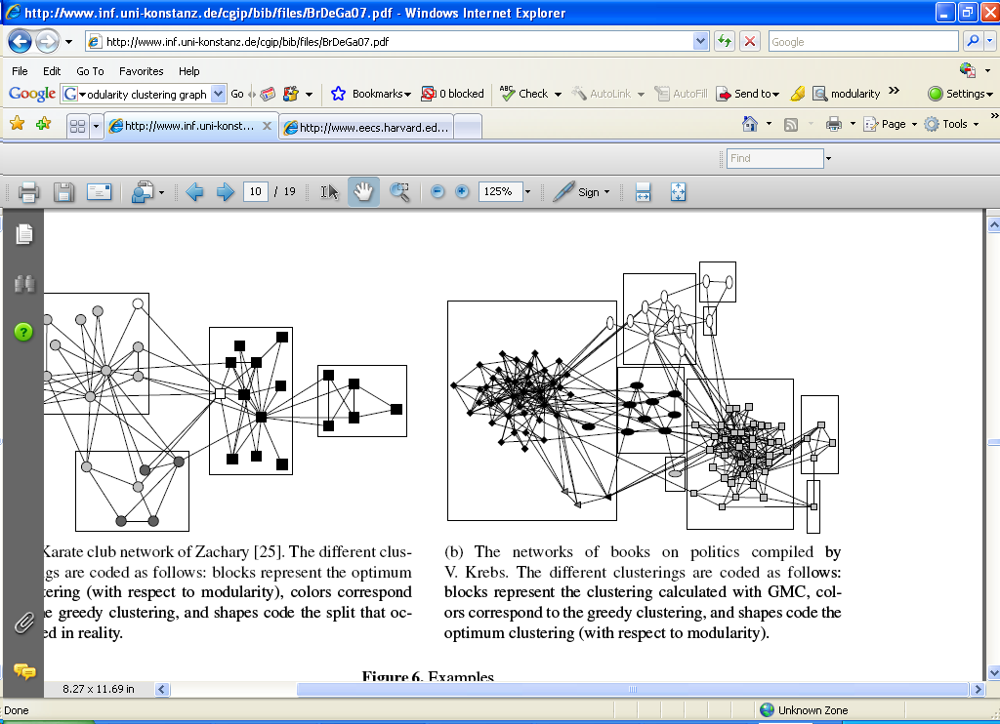 http://www.inf.uni-konstanz.de/cgip/bib/files/BrDeGa07.pdf - Windows Internet Explorer
http://www.inf.uni-konstanz.de/cgip/bib/files/BrDeGa07.pdf Google
File Edit Go To Favorites Help
Google G odularity clustering graph Go Bookmarks 0 blocked ABC Check AutoLink AutoFill Send to modularity » Settings
http://www.inf.uni-konst... X http://www.eecs.harvard.ed... Page Tools »
Find
10 / 19 125% Sign
?
Karate club network of Zachary [25]. The different clus-
ngs are coded as follows: blocks represent the optimum
tering (with respect to modularity), colors correspond
e greedy clustering, and shapes code the split that oc-
ed in reality.
(b) The networks of books on politics compiled by
V. Krebs. The different clusterings are coded as follows:
blocks represent the clustering calculated with GMC, col-
ors correspond to the greedy clustering, and shapes code the
optimum clustering (with respect to modularity).
Figure 6. Examples
8.27 x 11.69 in
Done Unknown Zone